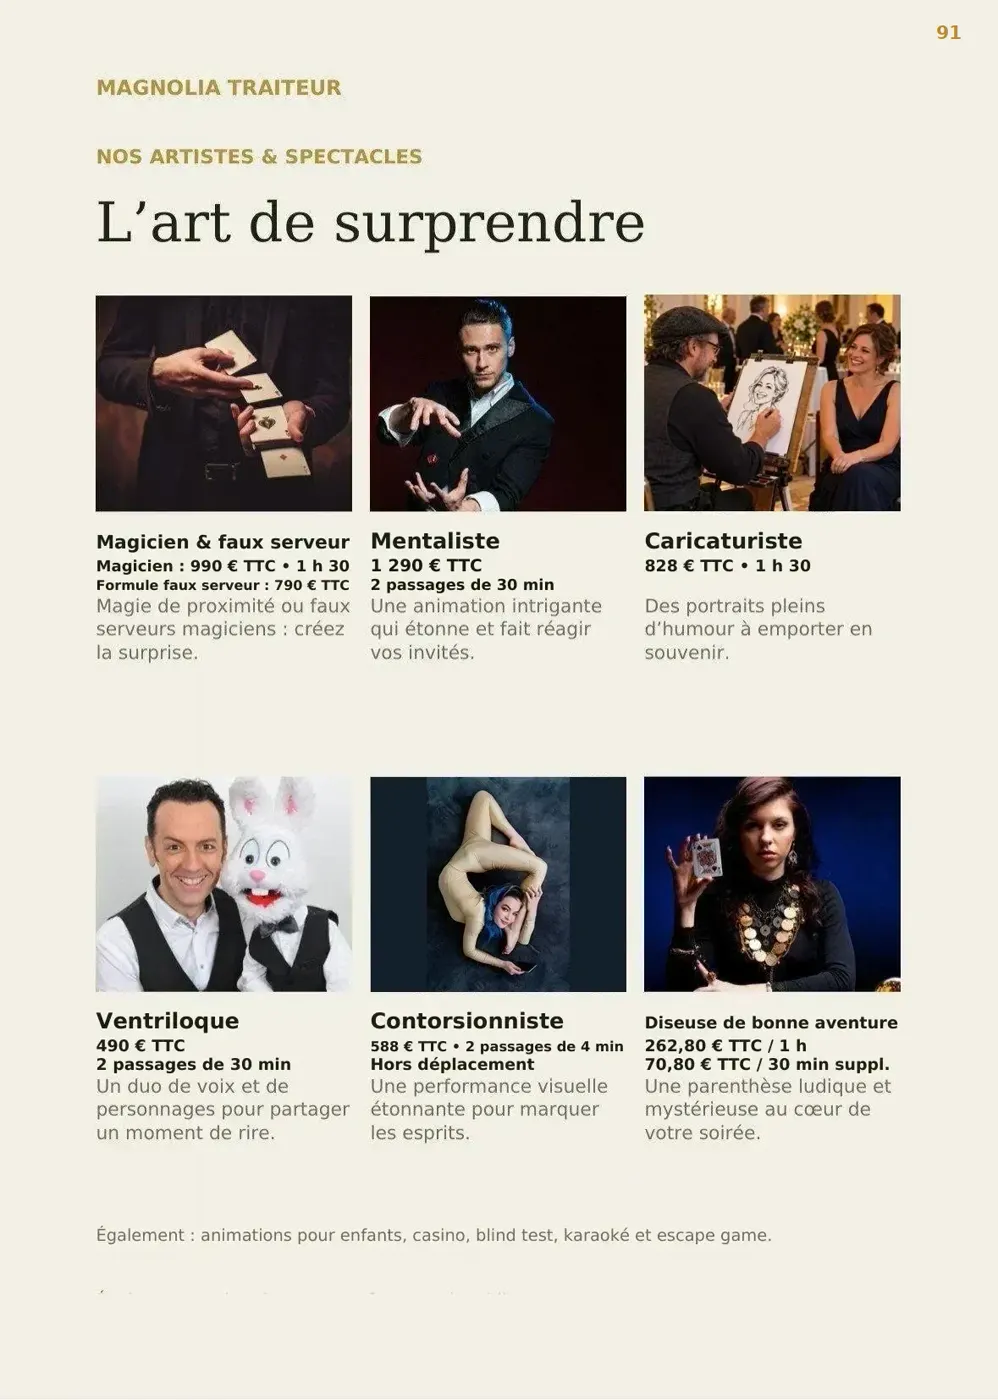 91
MAGNOLIA TRAITEUR
NOS ARTISTES & SPECTACLES
L’art de surprendre
Magicien & faux serveur
Magicien : 990 € TTC • 1 h 30
Formule faux serveur : 790 € TTC
Magie de proximité ou faux
serveurs magiciens : créez
la surprise.
Mentaliste
1 290 € TTC
2 passages de 30 min
Une animation intrigante
qui étonne et fait réagir
vos invités.
Caricaturiste
828 € TTC • 1 h 30
Des portraits pleins
d’humour à emporter en
souvenir.
Ventriloque
490 € TTC
2 passages de 30 min
Un duo de voix et de
personnages pour partager
un moment de rire.
Contorsionniste
588 € TTC • 2 passages de 4 min
Hors déplacement
Une performance visuelle
étonnante pour marquer
les esprits.
Diseuse de bonne aventure
262,80 € TTC / 1 h
70,80 € TTC / 30 min suppl.
Une parenthèse ludique et
mystérieuse au cœur de
votre soirée.
Également : animations pour enfants, casino, blind test, karaoké et escape game.